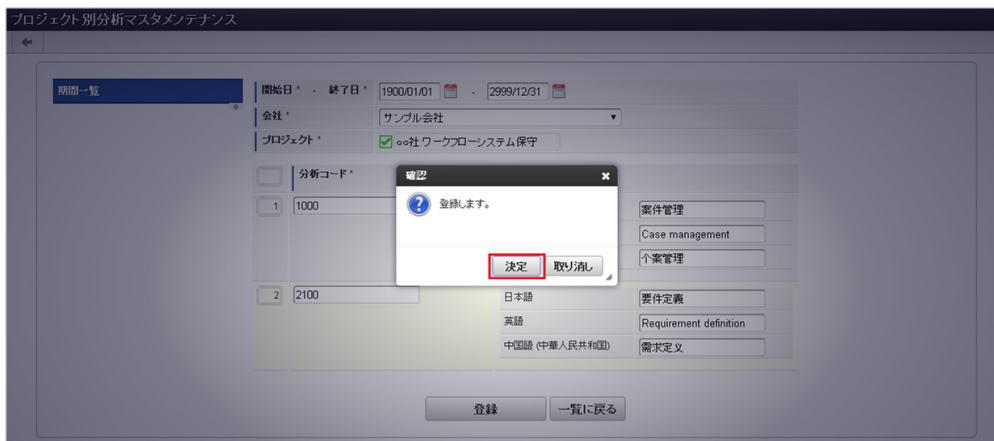 プロジェクト別分析マスタメンテナンス
期間一覧
開始日* - 終了日* 1900/01/01 - 2999/12/31
会社* サンプル会社
プロジェクト* ○○社 ワークフローシステム保守
分析コード*
確認
登録します。
決定 取り消し
1 1000 案件管理
Case management
个案管理
2 2100 日本語 要件定義
英語 Requirement definition
中国語 (中華人民共和国) 需求定义
登録 一覧に戻る